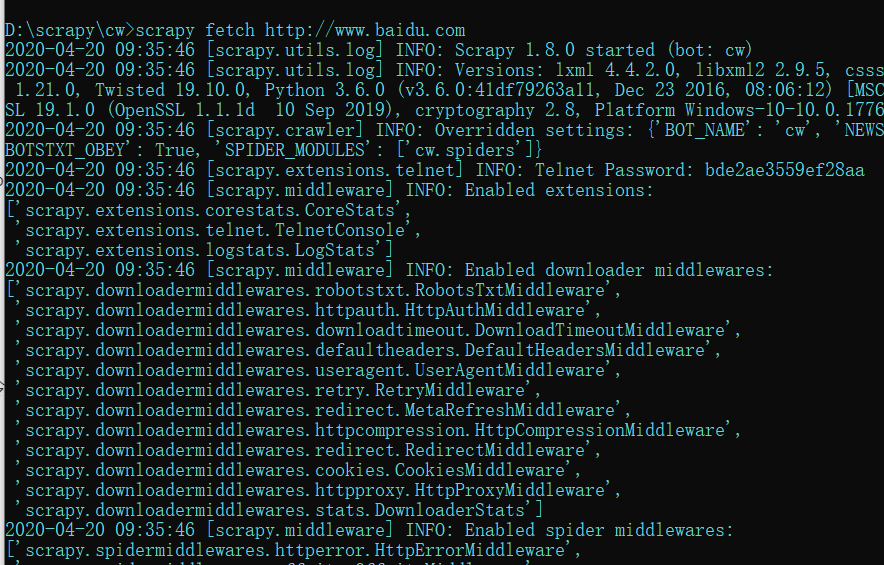 D:\scrapy\cw>scrapy fetch http://www.baidu.com
2020-04-20 09:35:46 [scrapy.utils.log] INFO: Scrapy 1.8.0 started (bot: cw)
2020-04-20 09:35:46 [scrapy.utils.log] INFO: Versions: lxml 4.4.2.0, libxml2 2.9.5, csss
1.21.0, Twisted 19.10.0, Python 3.6.0 (v3.6.0:41df79263a11, Dec 23 2016, 08:06:12) [MSC
SL 19.1.0 (OpenSSL 1.1.1d  10 Sep 2019), cryptography 2.8, Platform Windows-10-10.0.1776
2020-04-20 09:35:46 [scrapy.crawler] INFO: Overridden settings: {'BOT_NAME': 'cw', 'NEWS
BOTSTXT_OBEY': True, 'SPIDER_MODULES': ['cw.spiders']}
2020-04-20 09:35:46 [scrapy.extensions.telnet] INFO: Telnet Password: bde2ae3559ef28aa
2020-04-20 09:35:46 [scrapy.middleware] INFO: Enabled extensions:
['scrapy.extensions.corestats.CoreStats',
'scrapy.extensions.telnet.TelnetConsole',
'scrapy.extensions.logstats.LogStats']
2020-04-20 09:35:46 [scrapy.middleware] INFO: Enabled downloader middlewares:
['scrapy.downloadermiddlewares.robotstxt.RobotsTxtMiddleware',
'scrapy.downloadermiddlewares.httpauth.HttpAuthMiddleware',
'scrapy.downloadermiddlewares.downloadtimeout.DownloadTimeoutMiddleware',
'scrapy.downloadermiddlewares.defaultheaders.DefaultHeadersMiddleware',
'scrapy.downloadermiddlewares.useragent.UserAgentMiddleware',
'scrapy.downloadermiddlewares.retry.RetryMiddleware',
'scrapy.downloadermiddlewares.redirect.MetaRefreshMiddleware',
'scrapy.downloadermiddlewares.httpcompression.HttpCompressionMiddleware',
'scrapy.downloadermiddlewares.redirect.RedirectMiddleware',
'scrapy.downloadermiddlewares.cookies.CookiesMiddleware',
'scrapy.downloadermiddlewares.httpproxy.HttpProxyMiddleware',
'scrapy.downloadermiddlewares.stats.DownloaderStats']
2020-04-20 09:35:46 [scrapy.middleware] INFO: Enabled spider middlewares:
['scrapy.spidermiddlewares.httperror.HttpErrorMiddleware',